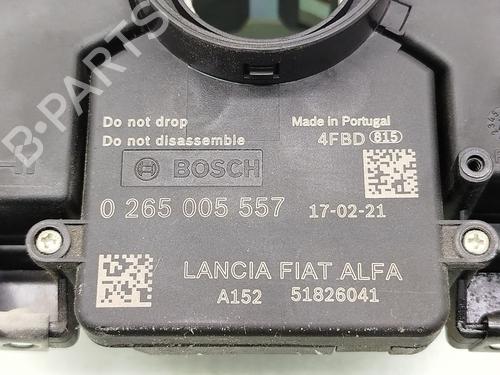 B-PARTS
Do not drop
Do not disassemble
Made in Portugal
4FBD 815
BOSCH
0 265 005 557
17-02-21
LANCIA FIAT ALFA
A152 51826041